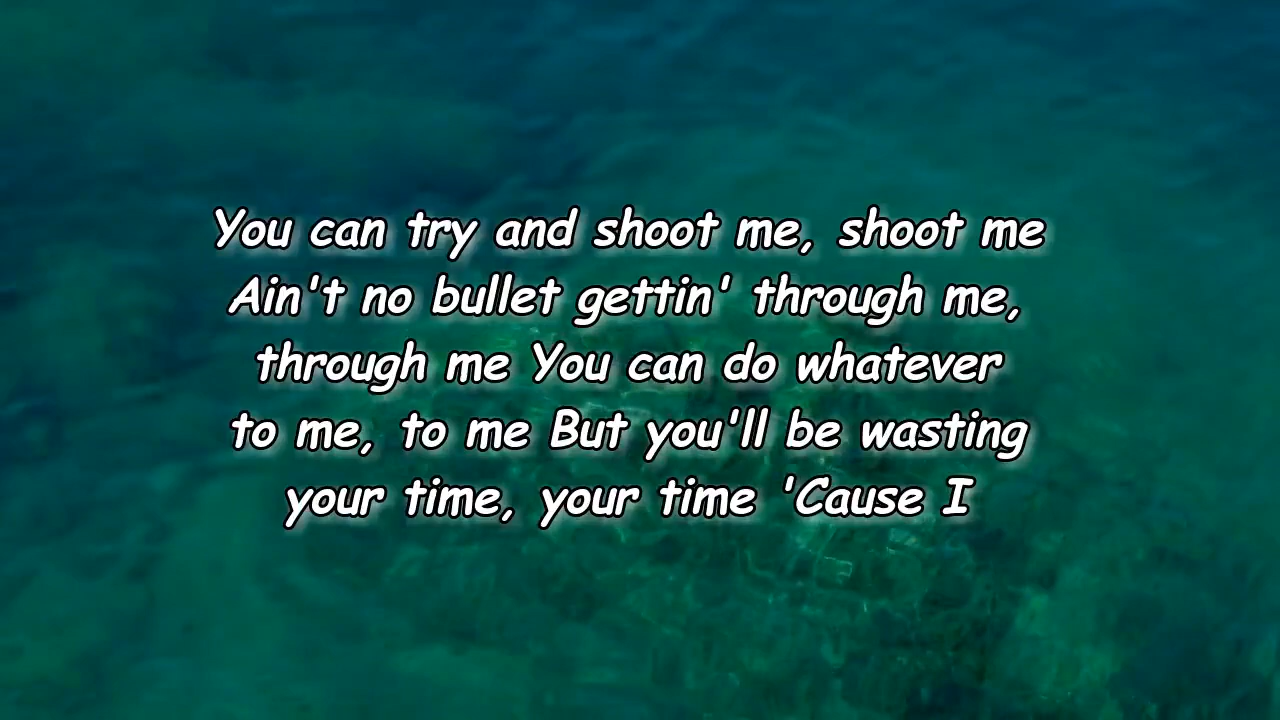 You can try and shoot me, shoot me
Ain't no bullet gettin' through me,
through me You can do whatever
to me, to me But you'll be wasting
your time, your time 'Cause I